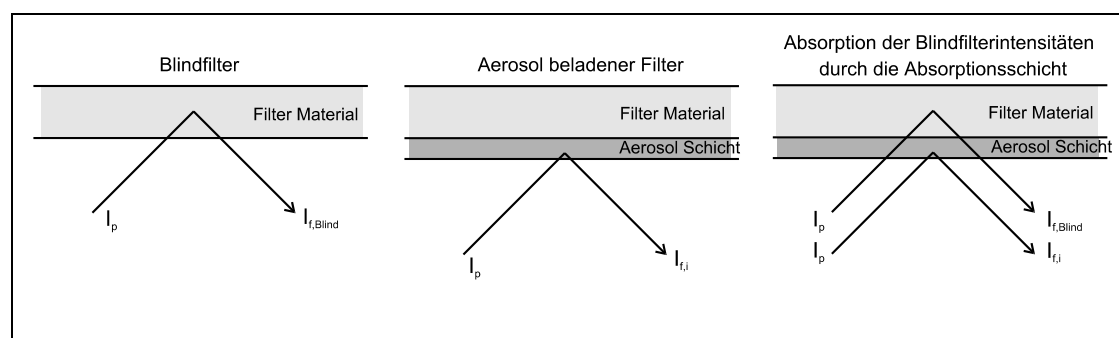 Blindfilter
Filter Material
I_p
I_f,Blind
Aerosol beladener Filter
Filter Material
Aerosol Schicht
I_p
I_f,i
Absorption der Blindfilterintensitäten
durch die Absorptionsschicht
Filter Material
Aerosol Schicht
I_p
I_f,Blind
I_p
I_f,i